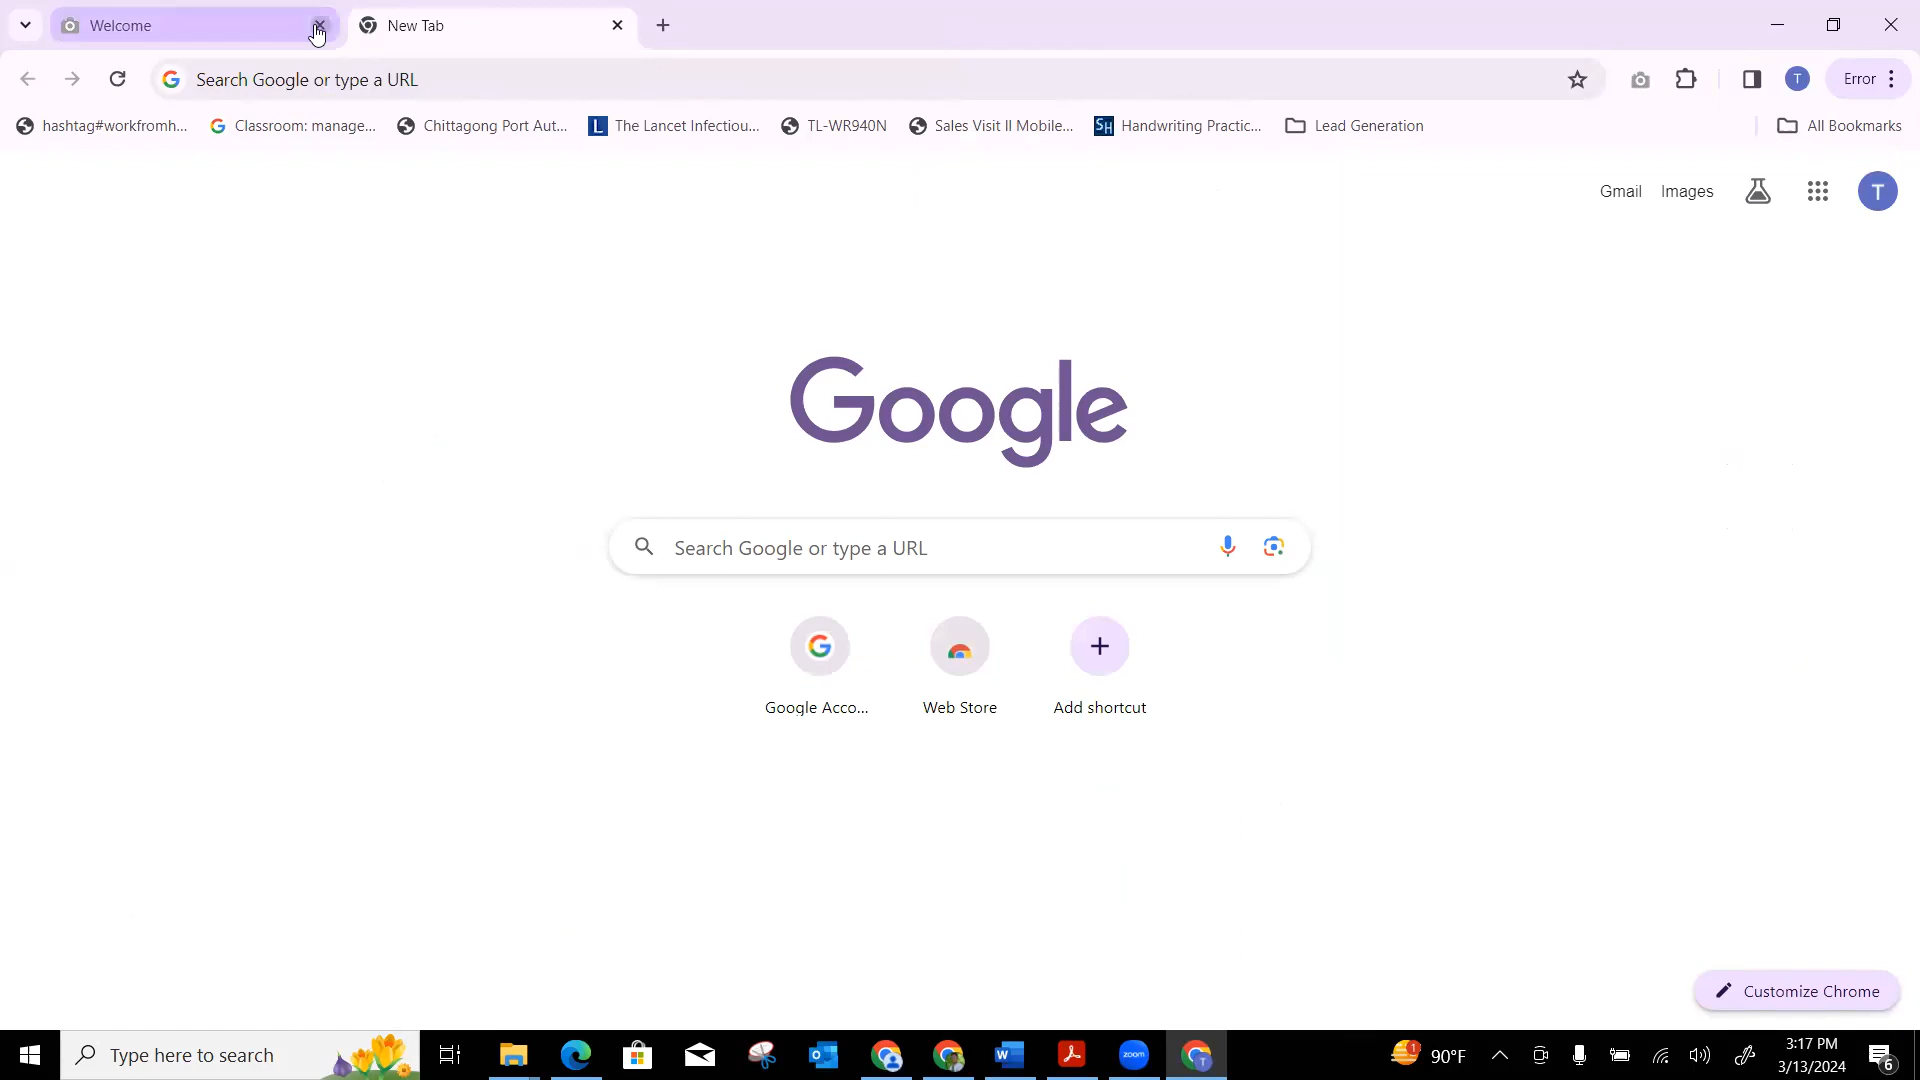 Welcome
New Tab
Search Google or type a URL
T
Error
hashtag#workfromh...
Classroom: manage...
Chittagong Port Aut...
L
The Lancet Infectiou...
TL-WR940N
Sales Visit II Mobile...
SH
Handwriting Practic...
Lead Generation
All Bookmarks
Gmail
Images
T
Google
Search Google or type a URL
G
Google Acco...
Web Store
Add shortcut
Customize Chrome
Type here to search
zoom
T
1
90°F
3:17 PM
3/13/2024
6